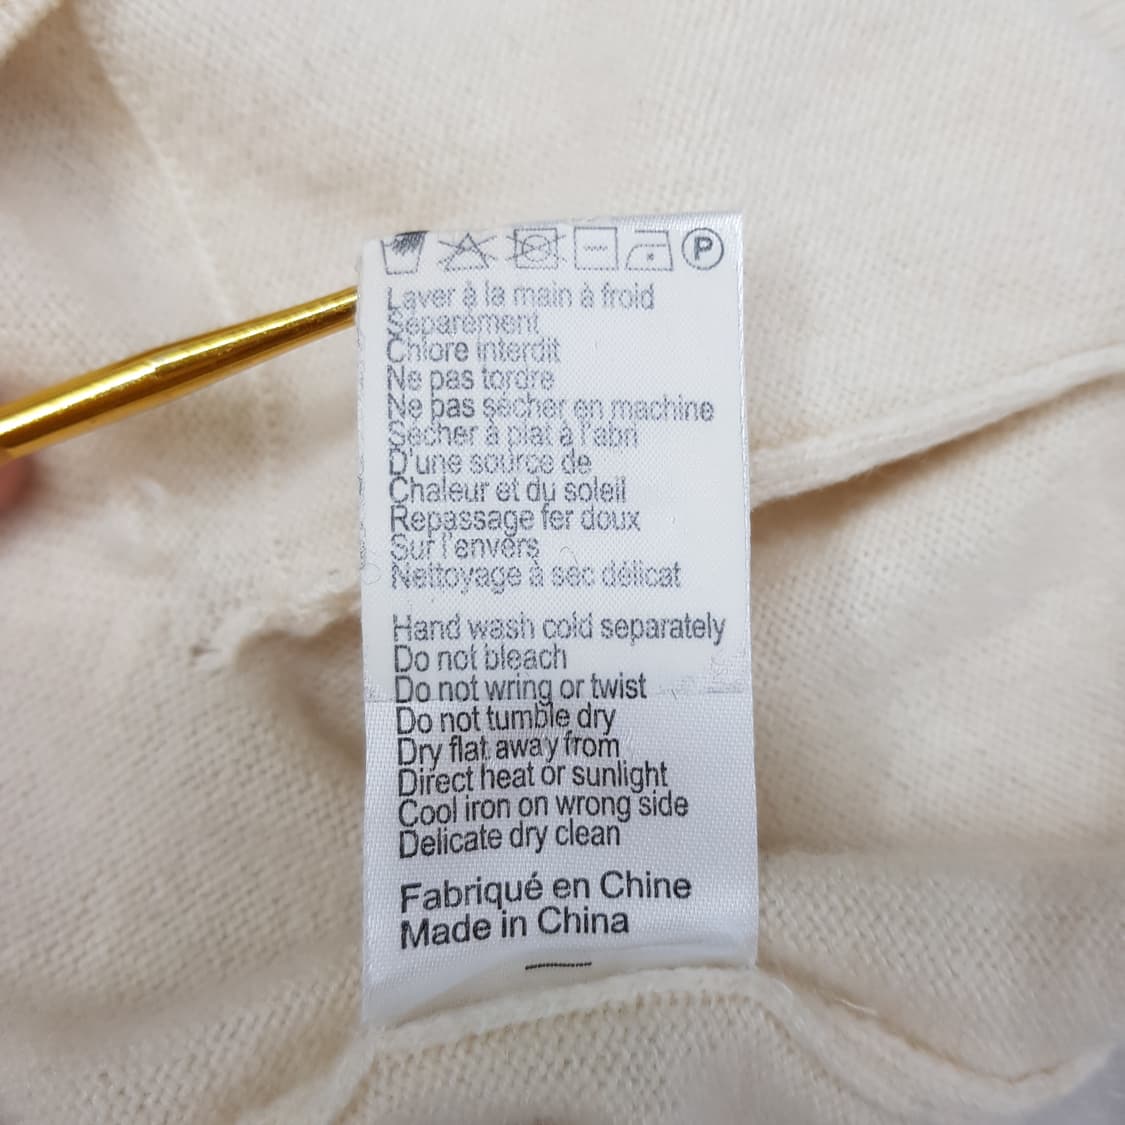 P
Laver à la main à froid
Séparément
Chlore interdit
Ne pas tordre
Ne pas sécher en machine
Sécher à plat à l'abri
D'une source de
Chaleur et du soleil
Repassage fer doux
Sur l'envers
Nettoyage à sec délicat
Hand wash cold separately
Do not bleach
Do not wring or twist
Do not tumble dry
Dry flat away from
Direct heat or sunlight
Cool iron on wrong side
Delicate dry clean
Fabriqué en Chine
Made in China